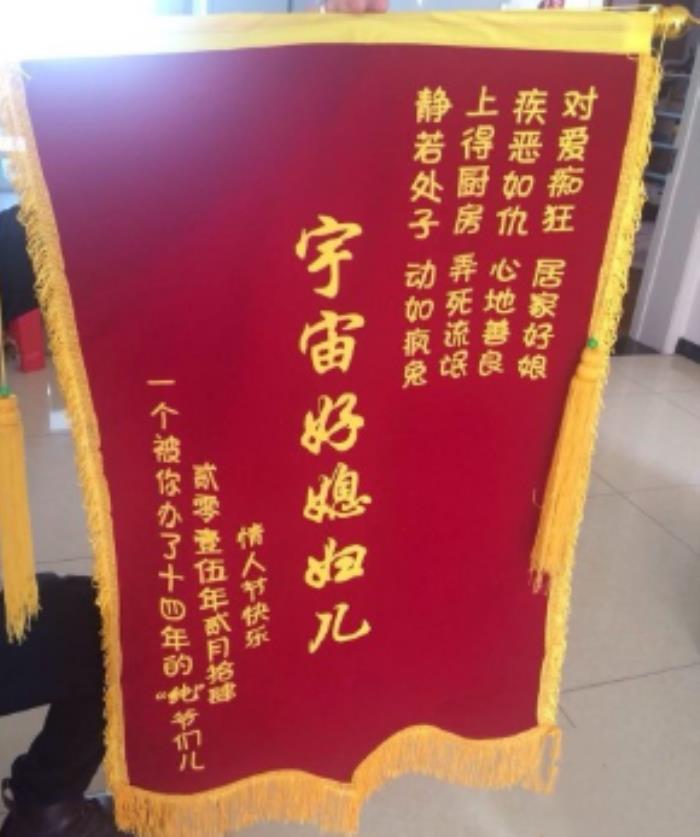 对爱痴狂 居家好娘
疾恶如仇 心地善良
上得厨房 弄死流氓
静若处子 动如疯兔
宇宙好媳妇儿
情人节快乐
贰零壹伍年贰月拾肆
一个被你办了十四年的“纯”爷们儿